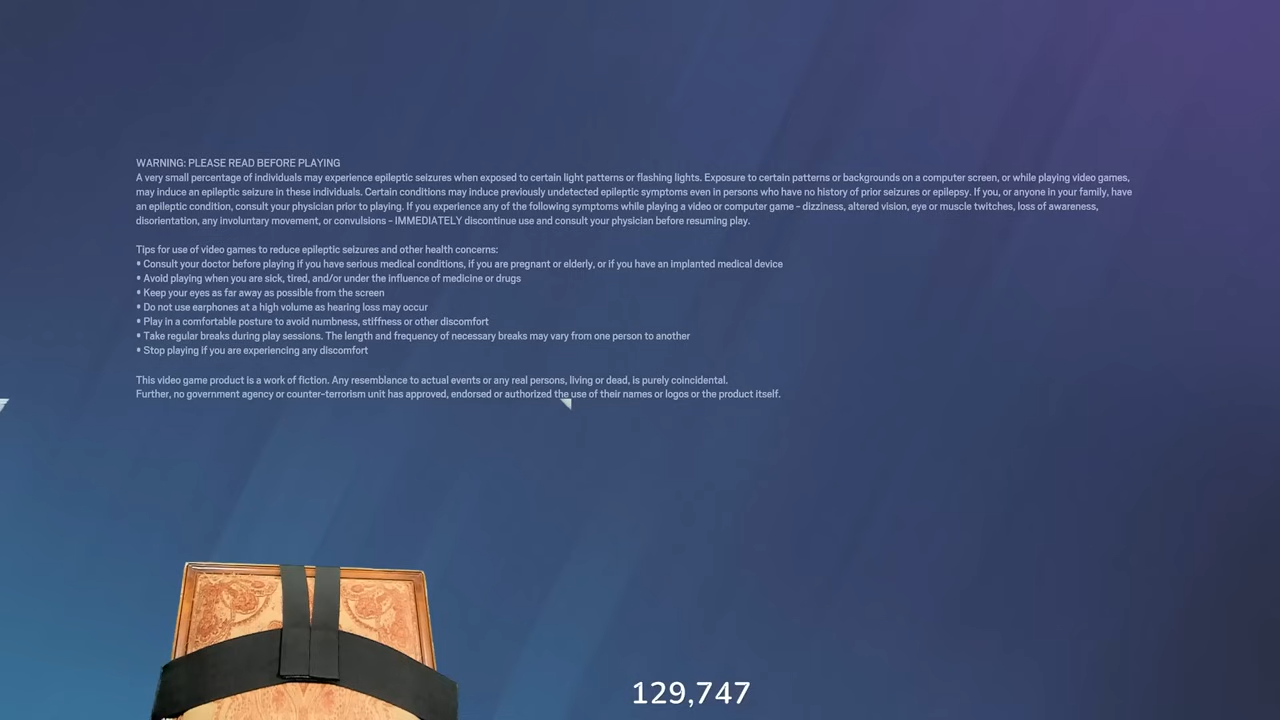 WARNING: PLEASE READ BEFORE PLAYING
A very small percentage of individuals may experience epileptic seizures when exposed to certain light patterns or flashing lights. Exposure to certain patterns or backgrounds on a computer screen, or while playing video games,
may induce an epileptic seizure in these individuals. Certain conditions may induce previously undetected epileptic symptoms even in persons who have no history of prior seizures or epilepsy. If you, or anyone in your family, have
an epileptic condition, consult your physician prior to playing. If you experience any of the following symptoms while playing a video or computer game - dizziness, altered vision, eye or muscle twitches, loss of awareness,
disorientation, any involuntary movement, or convulsions - IMMEDIATELY discontinue use and consult your physician before resuming play.
Tips for use of video games to reduce epileptic seizures and other health concerns:
• Consult your doctor before playing if you have serious medical conditions, if you are pregnant or elderly, or if you have an implanted medical device
• Avoid playing when you are sick, tired, and/or under the influence of medicine or drugs
• Keep your eyes as far away as possible from the screen
• Do not use earphones at a high volume as hearing loss may occur
• Play in a comfortable posture to avoid numbness, stiffness or other discomfort
• Take regular breaks during play sessions. The length and frequency of necessary breaks may vary from one person to another
• Stop playing if you are experiencing any discomfort
This video game product is a work of fiction. Any resemblance to actual events or any real persons, living or dead, is purely coincidental.
Further, no government agency or counter-terrorism unit has approved, endorsed or authorized the use of their names or logos or the product itself.
129,747